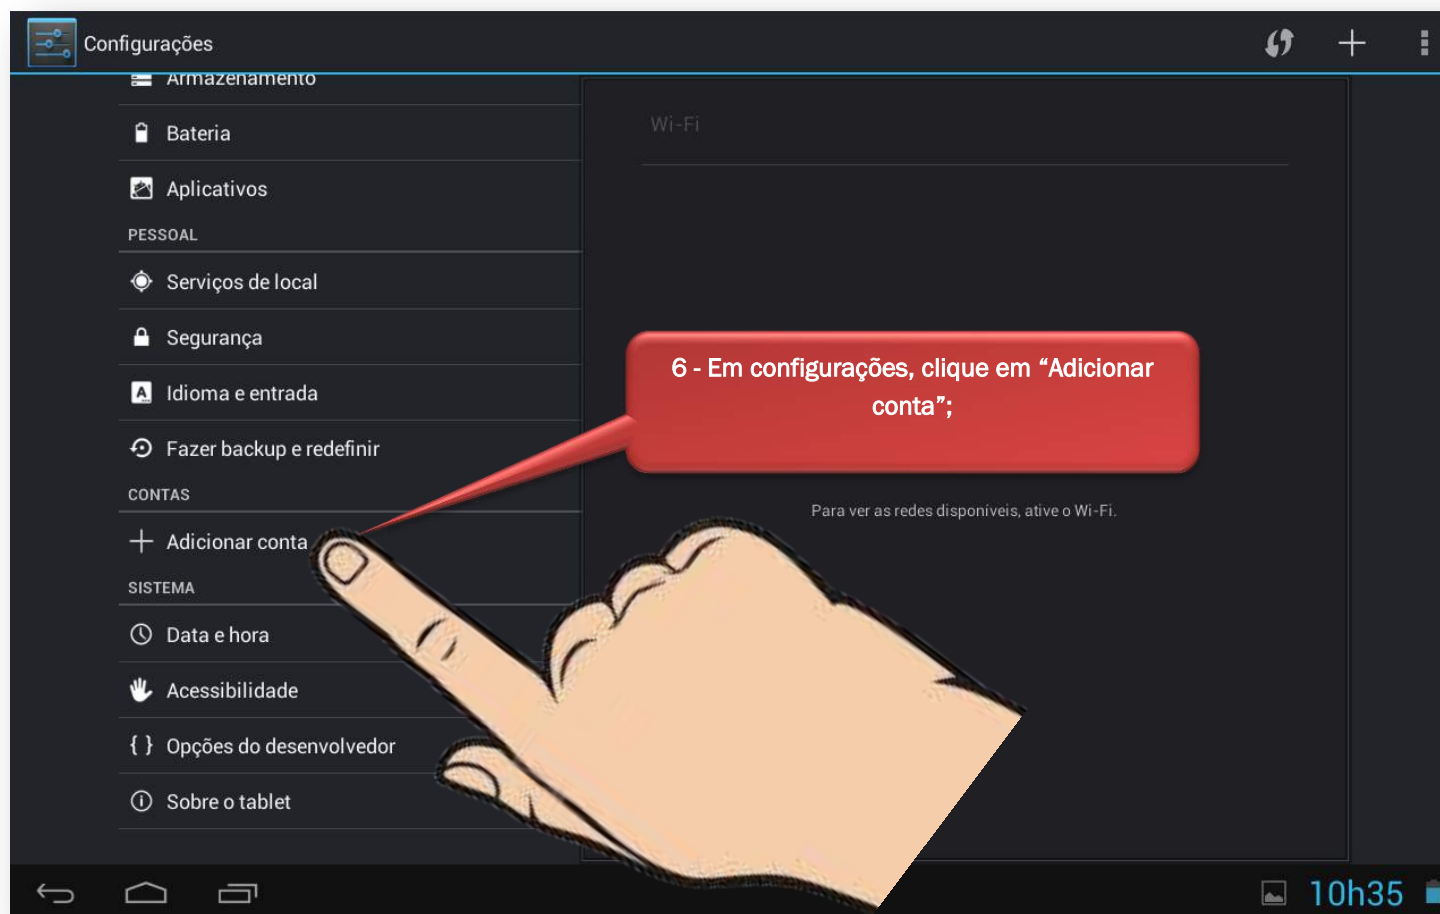 Configurações
Armazenamento
Bateria
Aplicativos
PESSOAL
Serviços de local
Segurança
Idioma e entrada
Fazer backup e redefinir
CONTAS
Adicionar conta
SISTEMA
Data e hora
Acessibilidade
{ } Opções do desenvolvedor
Sobre o tablet
Wi-Fi
6 - Em configurações, clique em “Adicionar
conta”;
Para ver as redes disponíveis, ative o Wi-Fi.
10h35